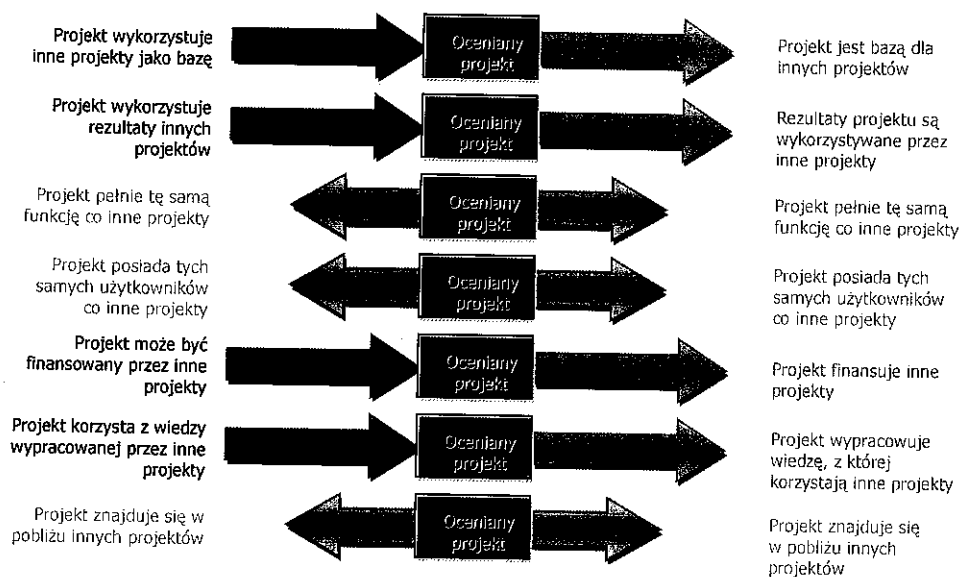 Projekt wykorzystuje
inne projekty jako bazę
Oceniany
projekt
Projekt jest bazą dla
innych projektów
Projekt wykorzystuje
rezultaty innych
projektów
Oceniany
projekt
Rezultaty projektu są
wykorzystywane przez
inne projekty
Projekt pełnie tę samą
funkcję co inne projekty
Oceniany
projekt
Projekt pełnie tę samą
funkcję co inne projekty
Projekt posiada tych
samych użytkowników
co inne projekty
Oceniany
projekt
Projekt posiada tych
samych użytkowników
co inne projekty
Projekt może być
finansowany przez inne
projekty
Oceniany
projekt
Projekt finansuje inne
projekty
Projekt korzysta z wiedzy
wypracowanej przez inne
projekty
Oceniany
projekt
Projekt wypracowuje
wiedzę, z której
korzystają inne projekty
Projekt znajduje się w
pobliżu innych projektów
Oceniany
projekt
Projekt znajduje się
w pobliżu innych
projektów